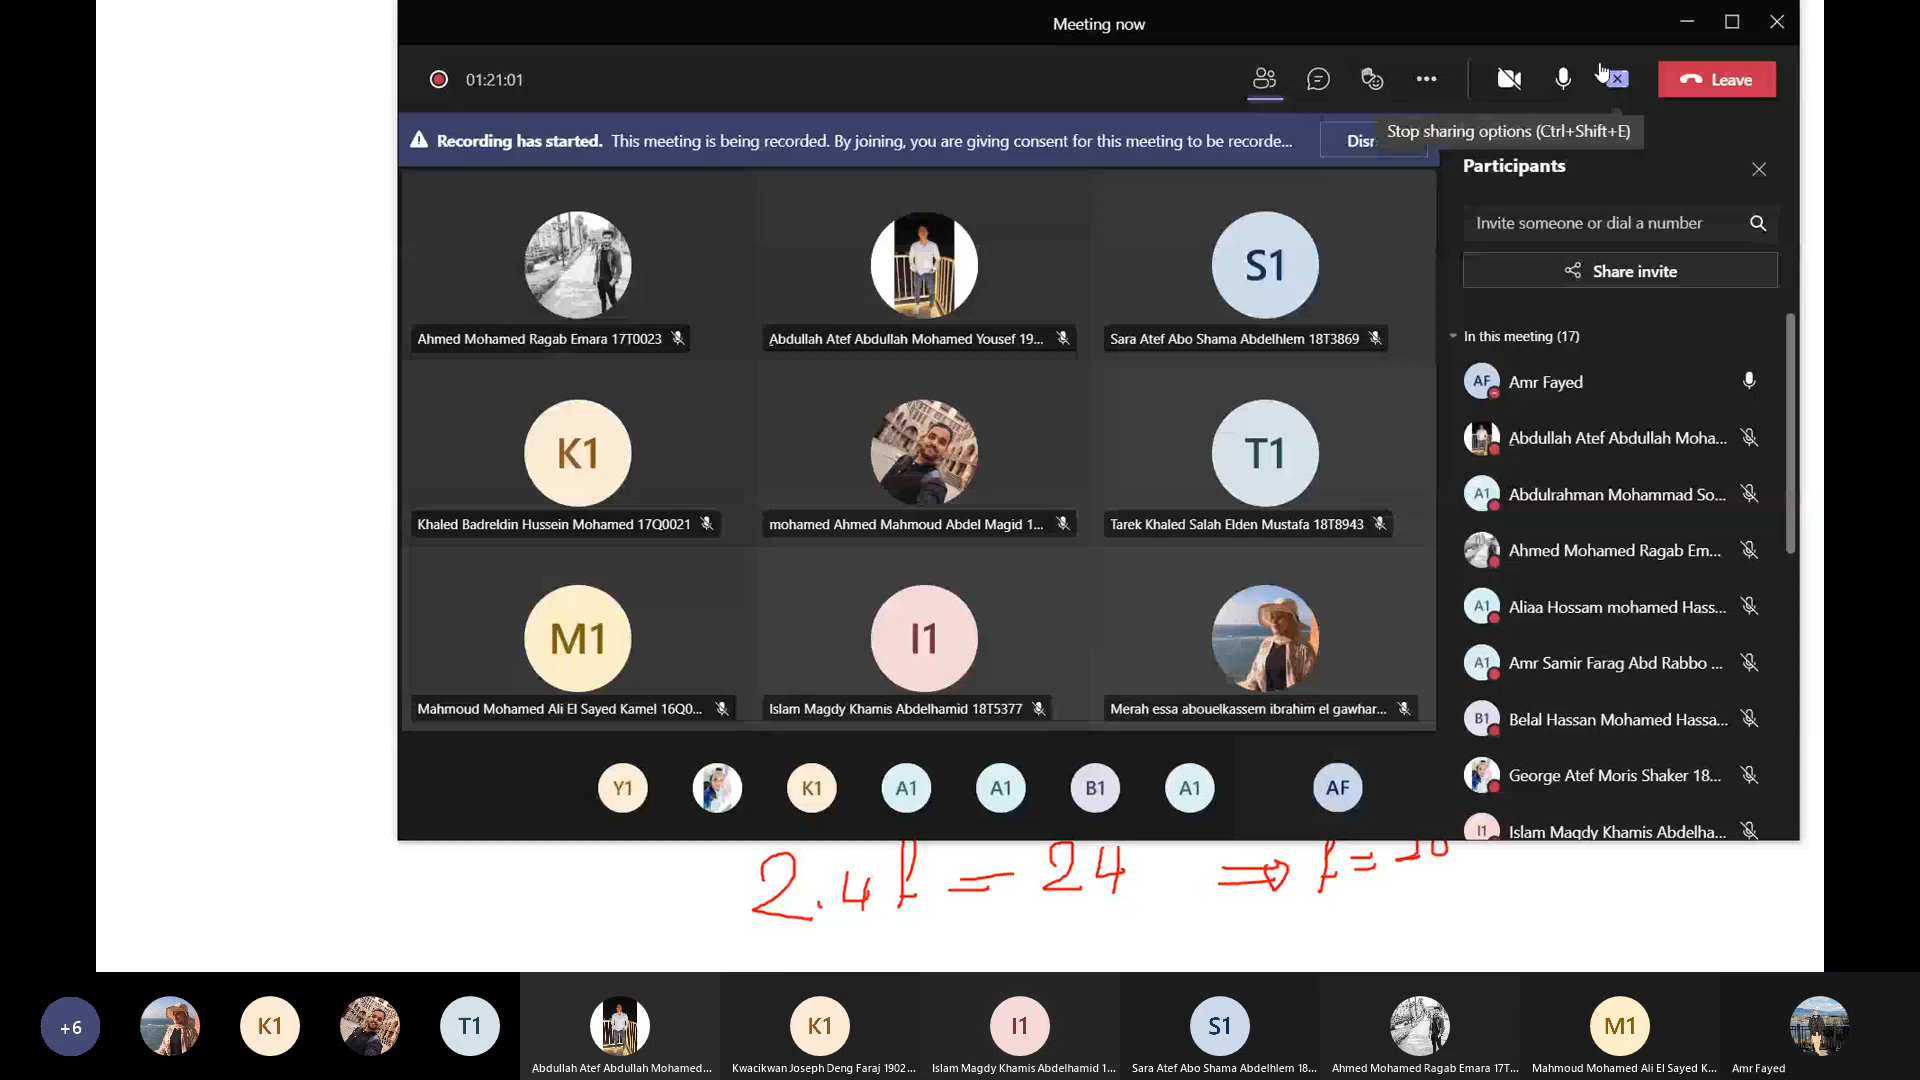 Meeting now
01:21:01
Leave
Recording has started. This meeting is being recorded. By joining, you are giving consent for this meeting to be recorde...
Stop sharing options (Ctrl+Shift+E)
Participants
Invite someone or dial a number
Share invite
In this meeting (17)
S1
Ahmed Mohamed Ragab Emara 17T0023
Abdullah Atef Abdullah Mohamed Yousef 19...
Sara Atef Abo Shama Abdelhlem 18T3869
K1
T1
Khaled Badreldin Hussein Mohamed 17Q0021
mohamed Ahmed Mahmoud Abdel Magid 1...
Tarek Khaled Salah Elden Mustafa 18T8943
M1
I1
Mahmoud Mohamed Ali El Sayed Kamel 16Q0...
Islam Magdy Khamis Abdelhamid 18T5377
Merah essa abouelkassem ibrahim el gawhar...
Y1
K1
A1
A1
B1
A1
AF
AF Amr Fayed
Abdullah Atef Abdullah Moha...
A1 Abdulrahman Mohammad So...
Ahmed Mohamed Ragab Em...
A1 Aliaa Hossam mohamed Hass...
A1 Amr Samir Farag Abd Rabbo ...
B1 Belal Hassan Mohamed Hassa...
George Atef Moris Shaker 18...
I1 Islam Magdy Khamis Abdelha...
2.4 f = 24 ⇒ f =
+6
K1
T1
K1
I1
S1
M1
Abdullah Atef Abdullah Mohamed...
Kwacikwan Joseph Deng Faraj 1902...
Islam Magdy Khamis Abdelhamid 1...
Sara Atef Abo Shama Abdelhlem 18...
Ahmed Mohamed Ragab Emara 17T...
Mahmoud Mohamed Ali El Sayed K...
Amr Fayed